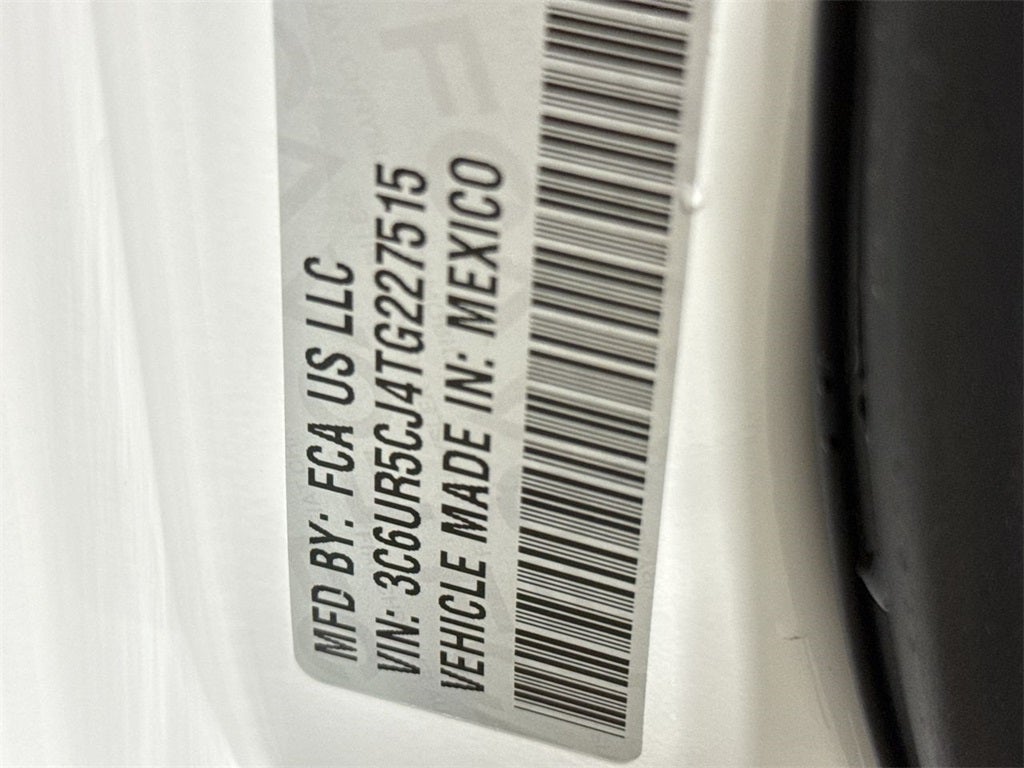 MFD BY: FCA US LLC
VIN: 3C6UR5CJ4TG227515
VEHICLE MADE IN: MEXICO